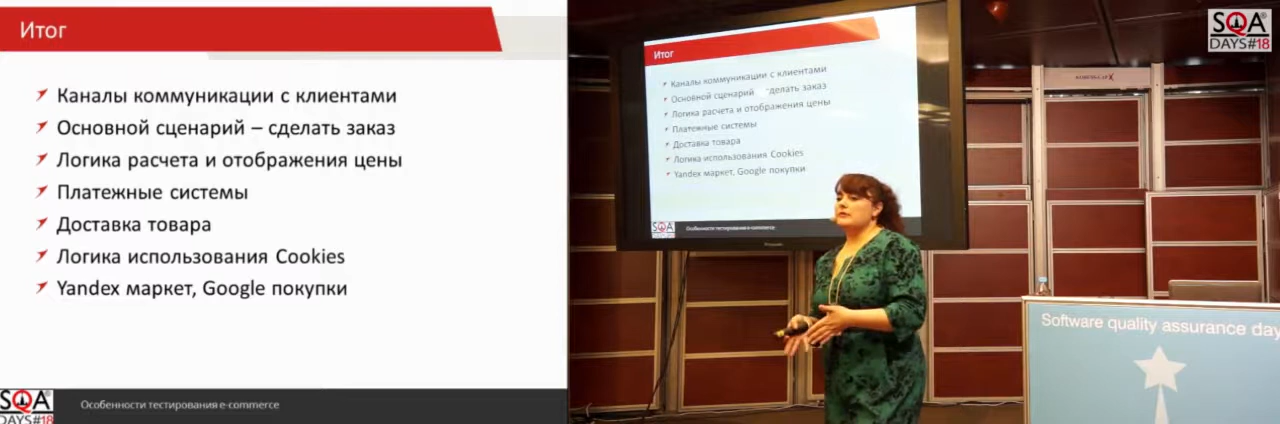 Итог
Каналы коммуникации с клиентами
Основной сценарий – сделать заказ
Логика расчета и отображения цены
Платежные системы
Доставка товара
Логика использования Cookies
Yandex маркет, Google покупки
SQA
DAYS#18
Особенности тестирования e-commerce
Итог
Каналы коммуникации с клиентами
Основной сценарий сделать заказ
Логика расчета и отображения цены
Платежные системы
Доставка товара
Логика использования Cookies
Yandex маркет, Google покупки
SQA
DAYS
Особенности тестирования e-commerce
SQA
DAYS#18
Software quality assurance day